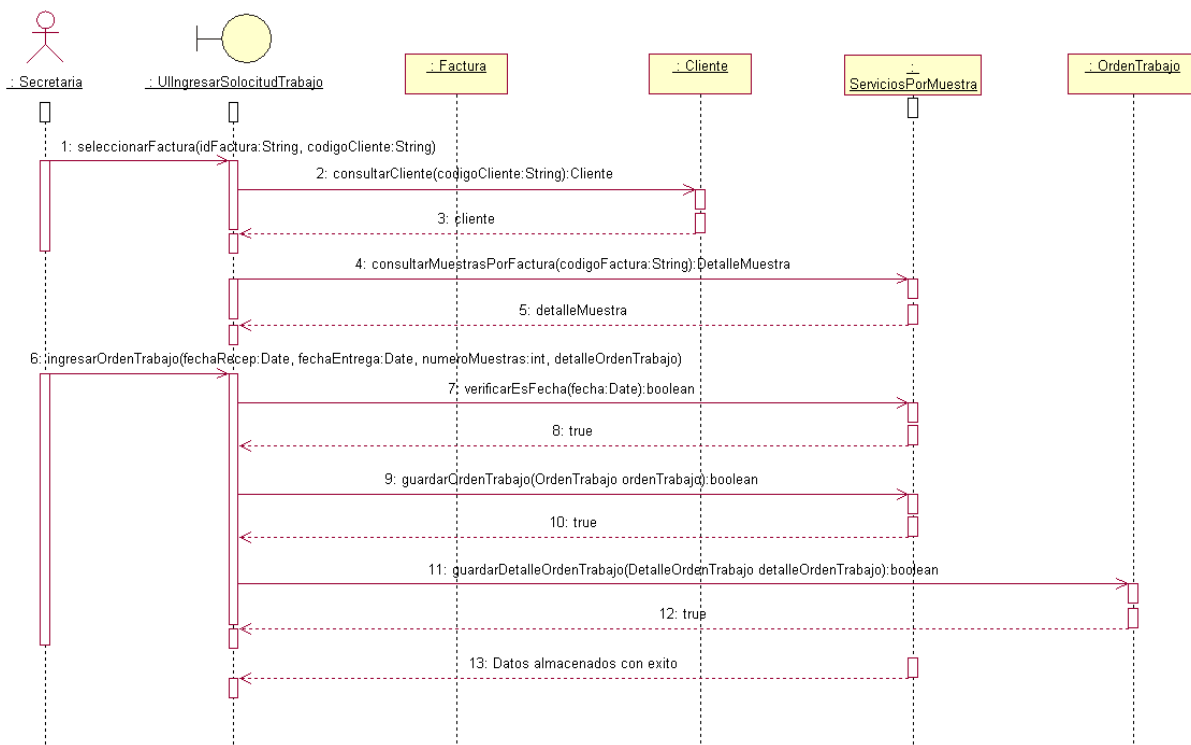 : Secretaria
: UIIngresarSolocitudTrabajo
: Factura
: Cliente
:
ServiciosPorMuestra
: OrdenTrabajo
1: seleccionarFactura(idFactura:String, codigoCliente:String)
2: consultarCliente(codigoCliente:String):Cliente
3: cliente
4: consultarMuestrasPorFactura(codigoFactura:String):DetalleMuestra
5: detalleMuestra
6: ingresarOrdenTrabajo(fechaRecep:Date, fechaEntrega:Date, numeroMuestras:int, detalleOrdenTrabajo)
7: verificarEsFecha(fecha:Date):boolean
8: true
9: guardarOrdenTrabajo(OrdenTrabajo ordenTrabajo):boolean
10: true
11: guardarDetalleOrdenTrabajo(DetalleOrdenTrabajo detalleOrdenTrabajo):boolean
12: true
13: Datos almacenados con exito